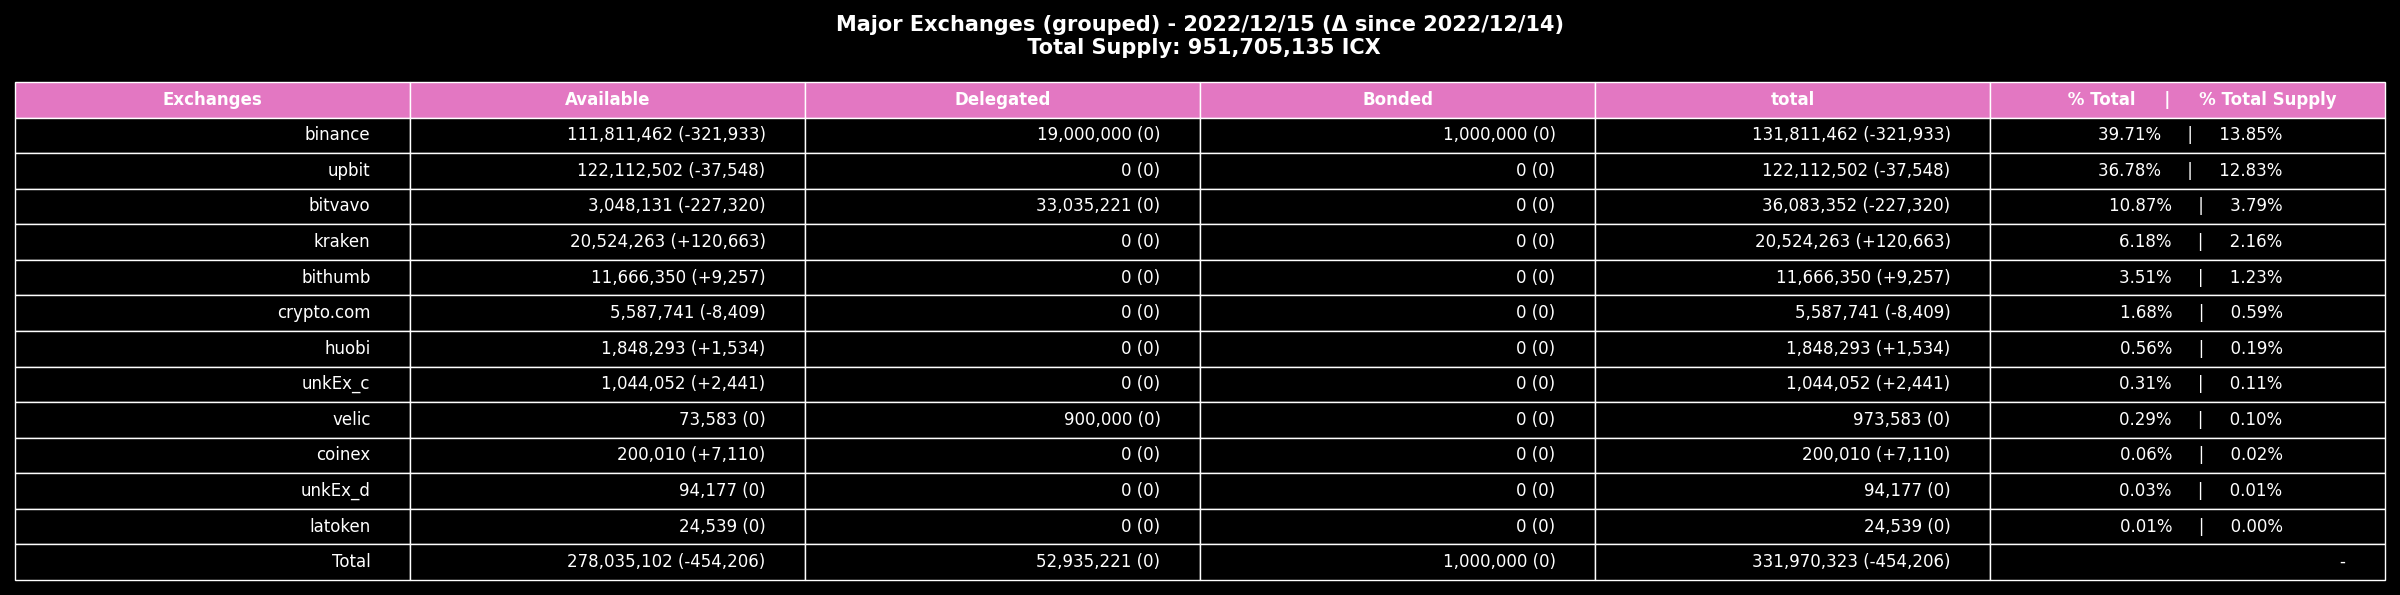 Major Exchanges (grouped) - 2022/12/15 (Δ since 2022/12/14)
Total Supply: 951,705,135 ICX
Exchanges Available Delegated Bonded total % Total | % Total Supply
binance 111,811,462 (-321,933) 19,000,000 (0) 1,000,000 (0) 131,811,462 (-321,933) 39.71% | 13.85%
upbit 122,112,502 (-37,548) 0 (0) 0 (0) 122,112,502 (-37,548) 36.78% | 12.83%
bitvavo 3,048,131 (-227,320) 33,035,221 (0) 0 (0) 36,083,352 (-227,320) 10.87% | 3.79%
kraken 20,524,263 (+120,663) 0 (0) 0 (0) 20,524,263 (+120,663) 6.18% | 2.16%
bithumb 11,666,350 (+9,257) 0 (0) 0 (0) 11,666,350 (+9,257) 3.51% | 1.23%
crypto.com 5,587,741 (-8,409) 0 (0) 0 (0) 5,587,741 (-8,409) 1.68% | 0.59%
huobi 1,848,293 (+1,534) 0 (0) 0 (0) 1,848,293 (+1,534) 0.56% | 0.19%
unkEx_c 1,044,052 (+2,441) 0 (0) 0 (0) 1,044,052 (+2,441) 0.31% | 0.11%
velic 73,583 (0) 900,000 (0) 0 (0) 973,583 (0) 0.29% | 0.10%
coinex 200,010 (+7,110) 0 (0) 0 (0) 200,010 (+7,110) 0.06% | 0.02%
unkEx_d 94,177 (0) 0 (0) 0 (0) 94,177 (0) 0.03% | 0.01%
latoken 24,539 (0) 0 (0) 0 (0) 24,539 (0) 0.01% | 0.00%
Total 278,035,102 (-454,206) 52,935,221 (0) 1,000,000 (0) 331,970,323 (-454,206) -